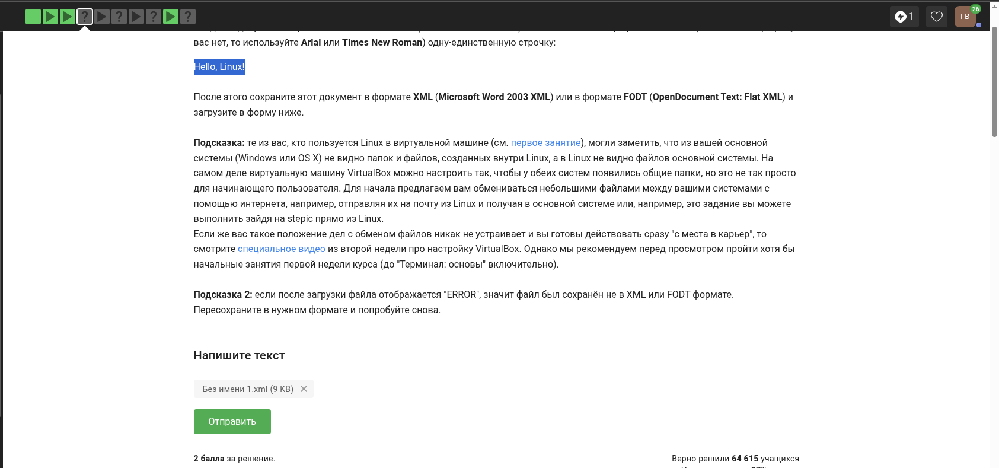 ? ? ? ?
1
ГВ
26
вас нет, то используйте Arial или Times New Roman) одну-единственную строчку:
Hello, Linux!
После этого сохраните этот документ в формате XML (Microsoft Word 2003 XML) или в формате FODT (OpenDocument Text: Flat XML) и
загрузите в форму ниже.
Подсказка: те из вас, кто пользуется Linux в виртуальной машине (см. первое занятие), могли заметить, что из вашей основной
системы (Windows или OS X) не видно папок и файлов, созданных внутри Linux, а в Linux не видно файлов основной системы. На
самом деле виртуальную машину VirtualBox можно настроить так, чтобы у обеих систем появились общие папки, но это не так просто
для начинающего пользователя. Для начала предлагаем вам обмениваться небольшими файлами между вашими системами с
помощью интернета, например, отправляя их на почту из Linux и получая в основной системе или, например, это задание вы можете
выполнить зайдя на stepic прямо из Linux.
Если же вас такое положение дел с обменом файлов никак не устраивает и вы готовы действовать сразу "с места в карьер", то
смотрите специальное видео из второй недели про настройку VirtualBox. Однако мы рекомендуем перед просмотром пройти хотя бы
начальные занятия первой недели курса (до "Терминал: основы" включительно).
Подсказка 2: если после загрузки файла отображается "ERROR", значит файл был сохранён не в XML или FODT формате.
Пересохраните в нужном формате и попробуйте снова.
Напишите текст
Без имени 1.xml (9 KB)
Отправить
2 балла за решение.
Верно решили 64 615 учащихся